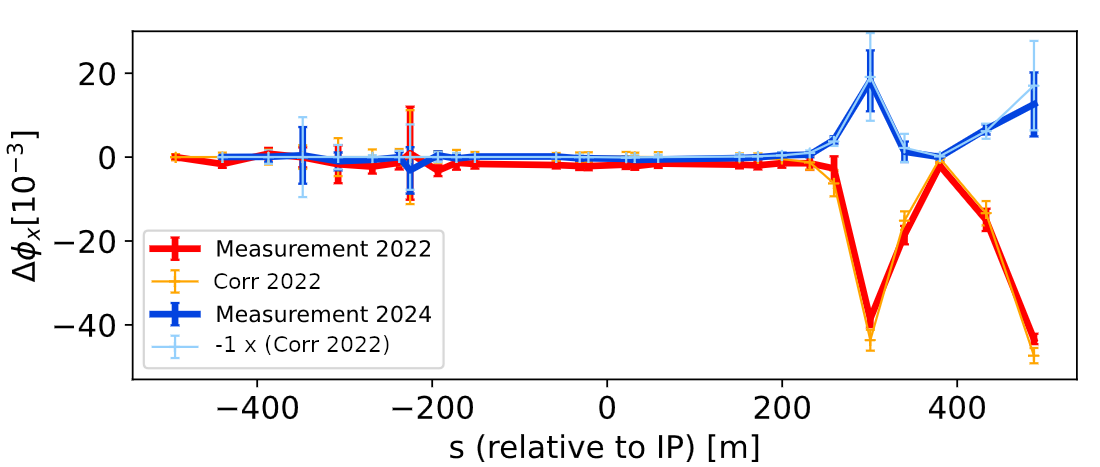 20
0
−20
−40
Δϕx[10−3]
Measurement 2022
Corr 2022
Measurement 2024
-1 x (Corr 2022)
−400 −200 0 200 400
s (relative to IP) [m]